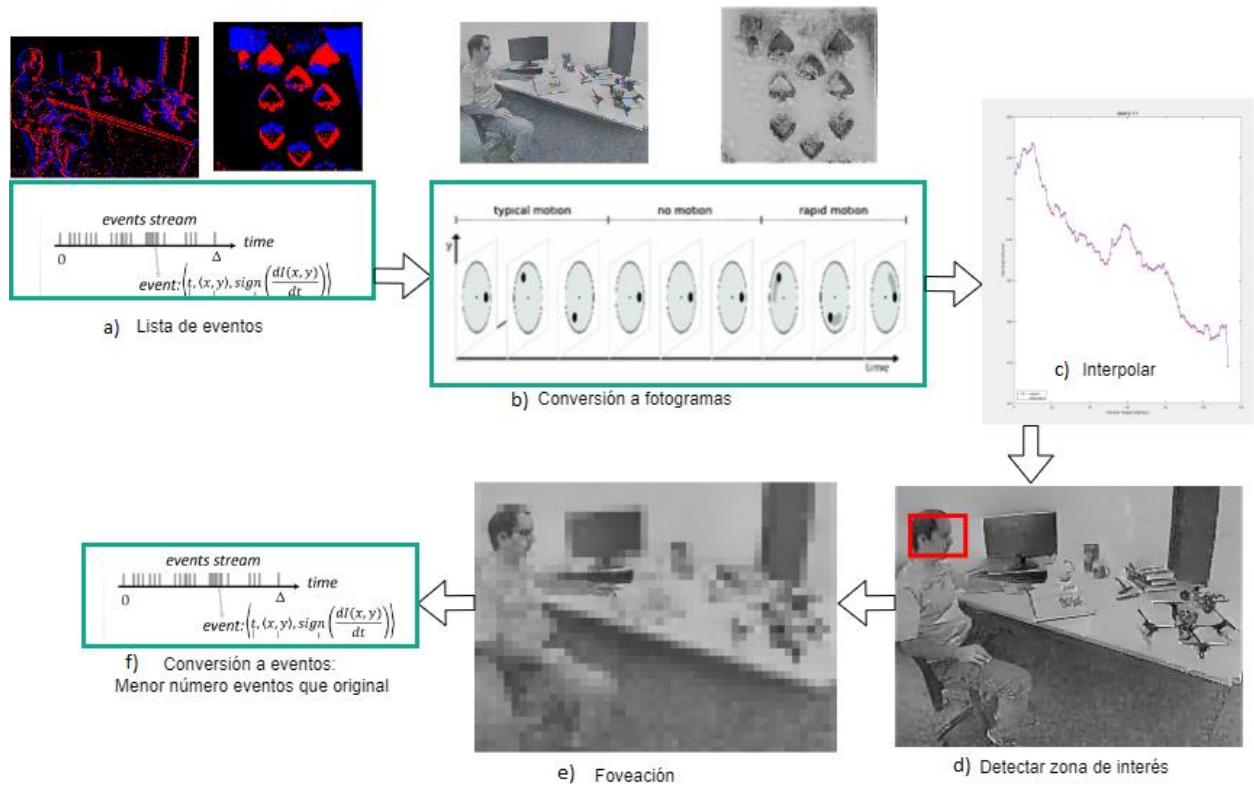 events stream
time
0
Δ
event:⟨t,⟨x, y⟩, sign(dI(x, y)/dt)⟩
a) Lista de eventos
typical motion
no motion
rapid motion
y
time
b) Conversión a fotogramas
c) Interpolar
d) Detectar zona de interés
e) Foveación
events stream
time
0
Δ
event:⟨t,⟨x, y⟩, sign(dI(x, y)/dt)⟩
f) Conversión a eventos:
Menor número eventos que original